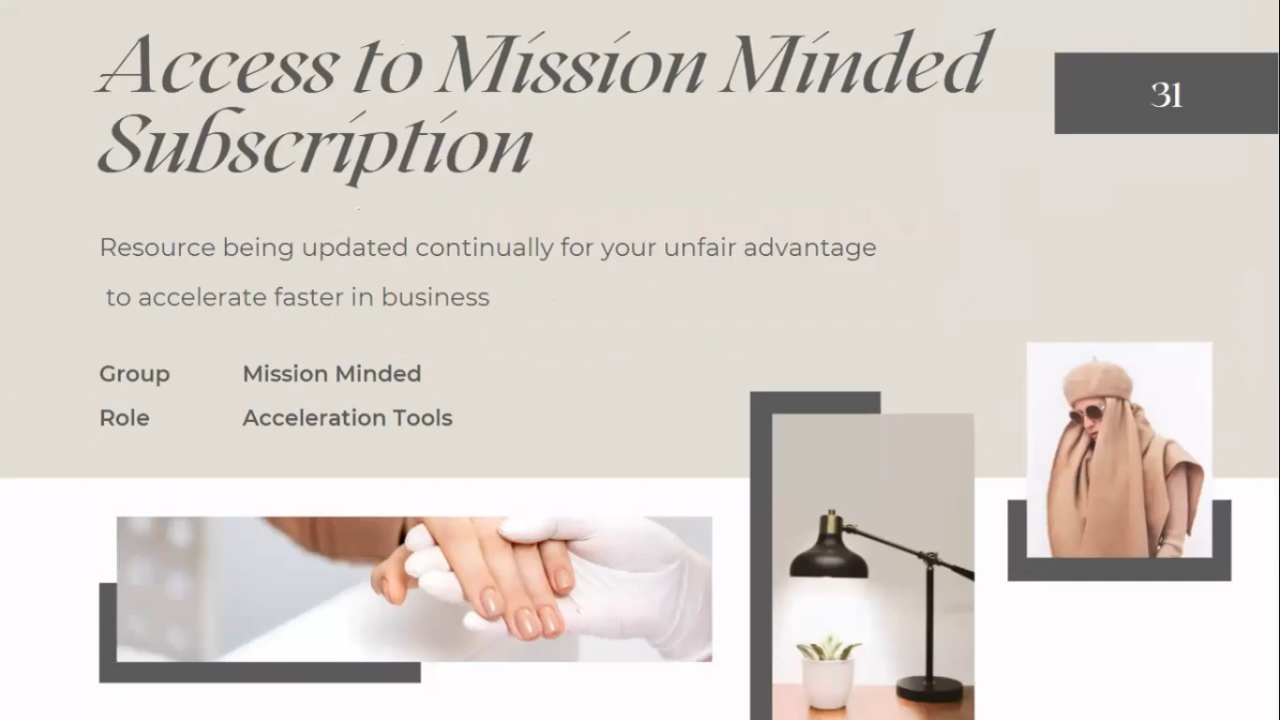 Access to Mission Minded
Subscription
31
Resource being updated continually for your unfair advantage
to accelerate faster in business
Group Mission Minded
Role Acceleration Tools